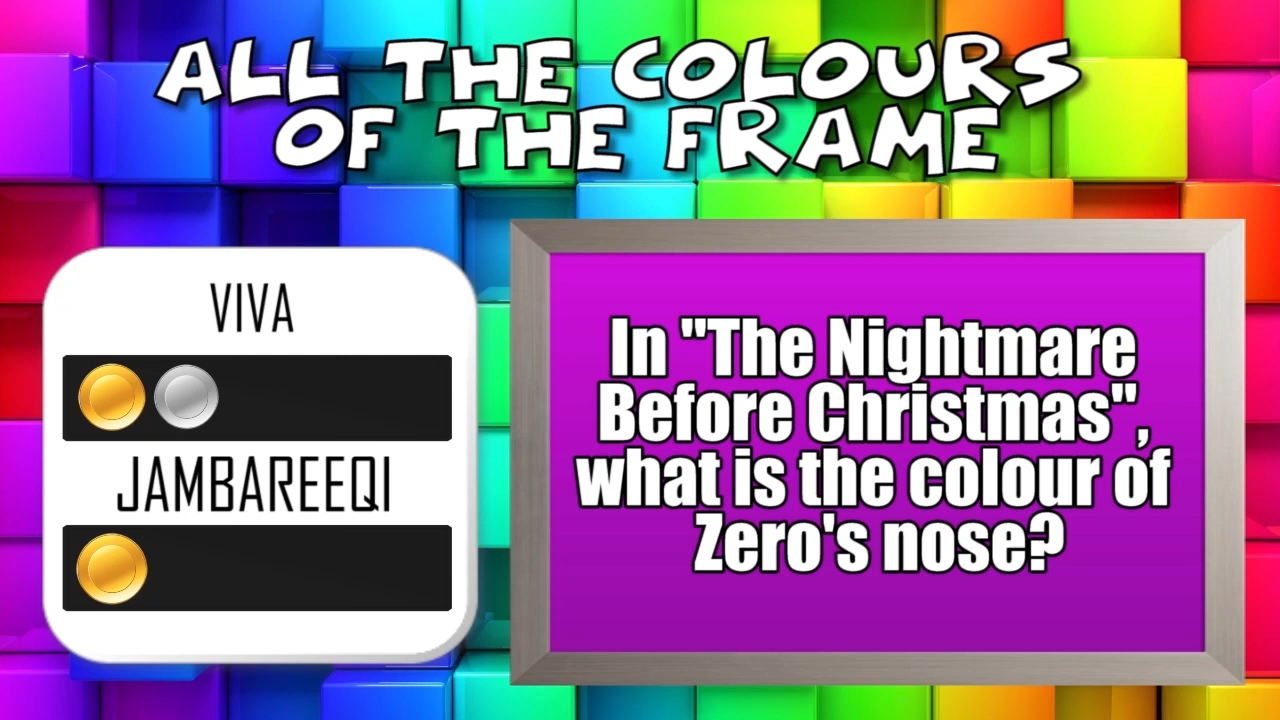 ALL THE COLOURS
OF THE FRAME
VIVA
JAMBAREEQI
In "The Nightmare
Before Christmas",
what is the colour of
Zero's nose?